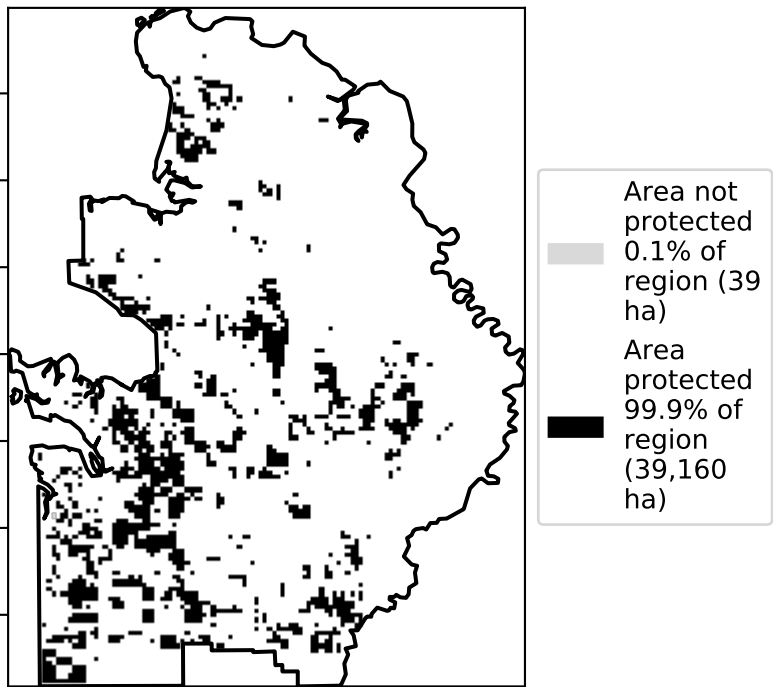 Area not
protected
0.1% of
region (39
ha)
Area
protected
99.9% of
region
(39,160
ha)